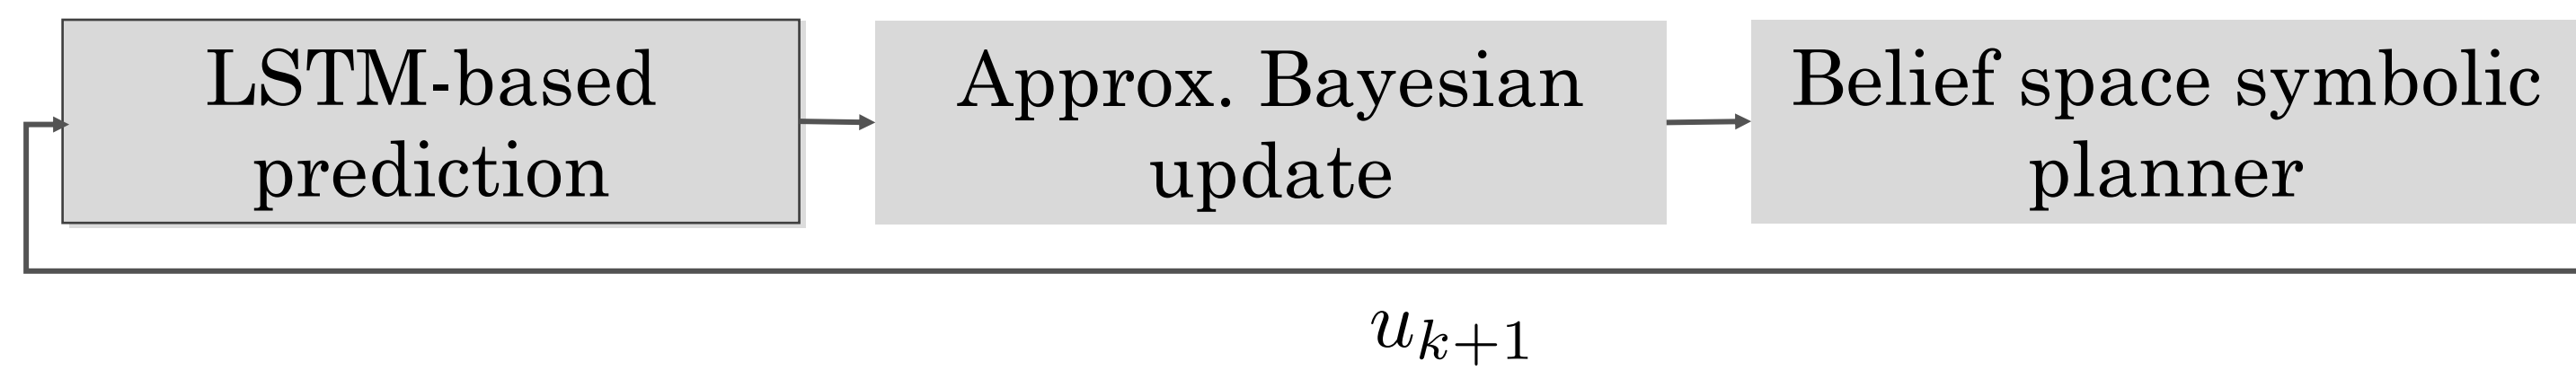 LSTM-based
prediction
Approx. Bayesian
update
Belief space symbolic
planner
u_{k+1}